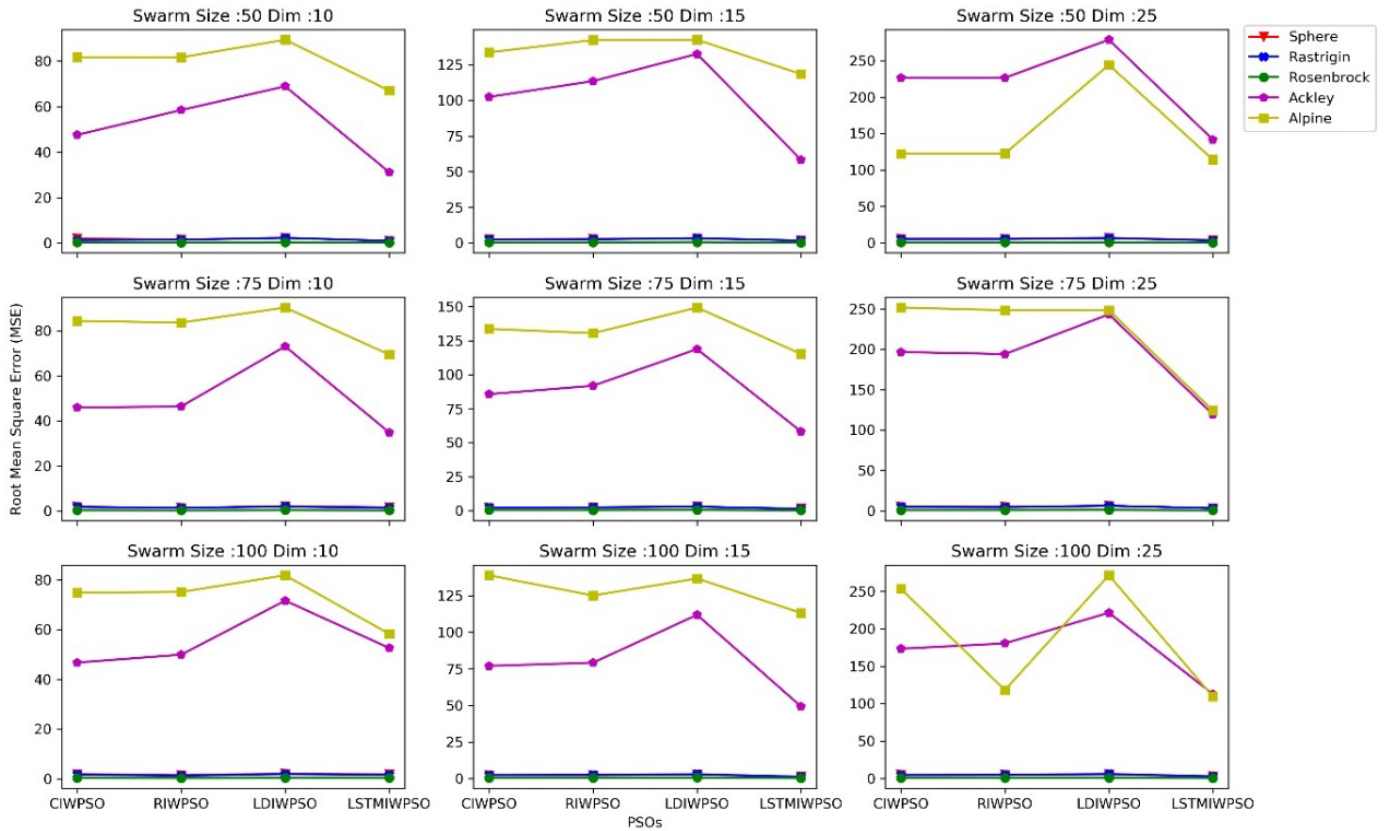 Swarm Size :50 Dim :10
80
60
40
20
0
Swarm Size :50 Dim :15
125
100
75
50
25
0
Swarm Size :50 Dim :25
250
200
150
100
50
0
Sphere
Rastrigin
Rosenbrock
Ackley
Alpine
Root Mean Square Error (MSE)
Swarm Size :75 Dim :10
80
60
40
20
0
Swarm Size :75 Dim :15
150
125
100
75
50
25
0
Swarm Size :75 Dim :25
250
200
150
100
50
0
Swarm Size :100 Dim :10
80
60
40
20
0
CIWPSO RIWPSO LDIWPSO LSTMIWPSO
Swarm Size :100 Dim :15
125
100
75
50
25
0
CIWPSO RIWPSO LDIWPSO LSTMIWPSO
Swarm Size :100 Dim :25
250
200
150
100
50
0
CIWPSO RIWPSO LDIWPSO LSTMIWPSO
PSOs